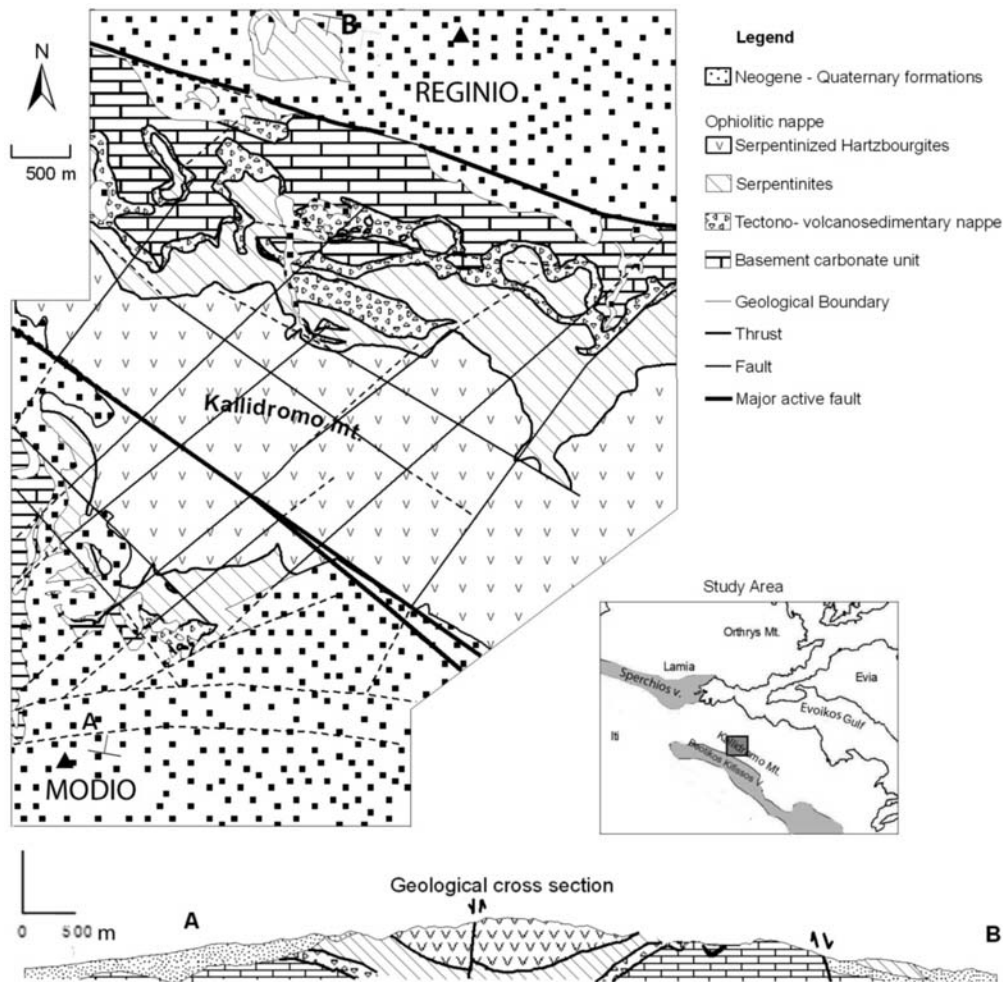 B
N
REGINIO
500 m
Kallidromo mt.
A
MODIO
Legend
Neogene - Quaternary formations
Ophiolitic nappe
v Serpentinized Hartzbourgites
Serpentinites
Tectono- volcanosedimentary nappe
Basement carbonate unit
Geological Boundary
Thrust
Fault
Major active fault
Study Area
Orthrys Mt.
Lamia
Evia
Sperchios v.
Evoikos Gulf
Iti
Kallidromo Mt.
Beotikos Kifissos V.
Geological cross section
A
B
0 500 m